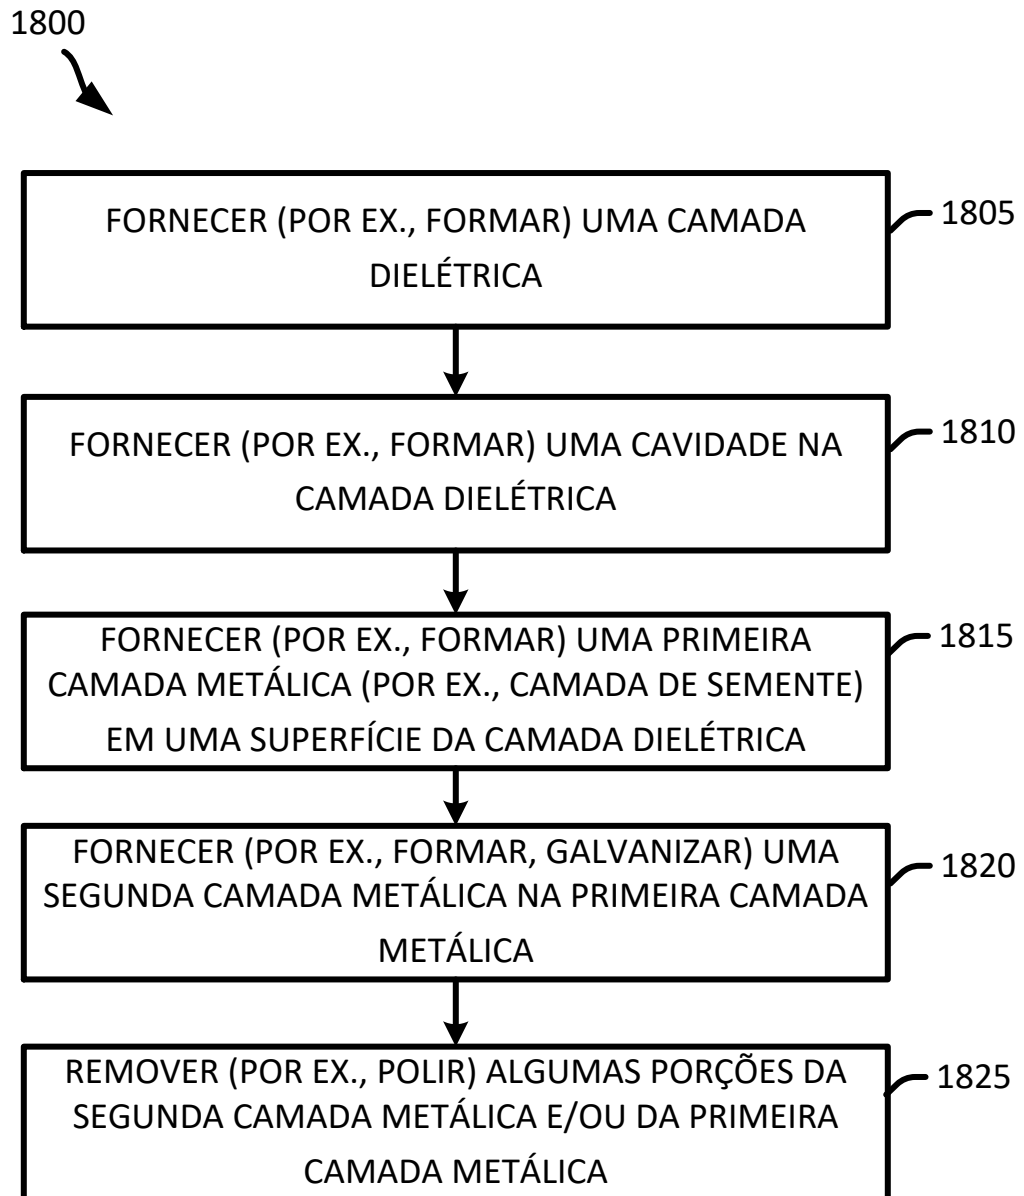 1800
FORNECER (POR EX., FORMAR) UMA CAMADA
DIELÉTRICA
1805
FORNECER (POR EX., FORMAR) UMA CAVIDADE NA
CAMADA DIELÉTRICA
1810
FORNECER (POR EX., FORMAR) UMA PRIMEIRA
CAMADA METÁLICA (POR EX., CAMADA DE SEMENTE)
EM UMA SUPERFÍCIE DA CAMADA DIELÉTRICA
1815
FORNECER (POR EX., FORMAR, GALVANIZAR) UMA
SEGUNDA CAMADA METÁLICA NA PRIMEIRA CAMADA
METÁLICA
1820
REMOVER (POR EX., POLIR) ALGUMAS PORÇÕES DA
SEGUNDA CAMADA METÁLICA E/OU DA PRIMEIRA
CAMADA METÁLICA
1825